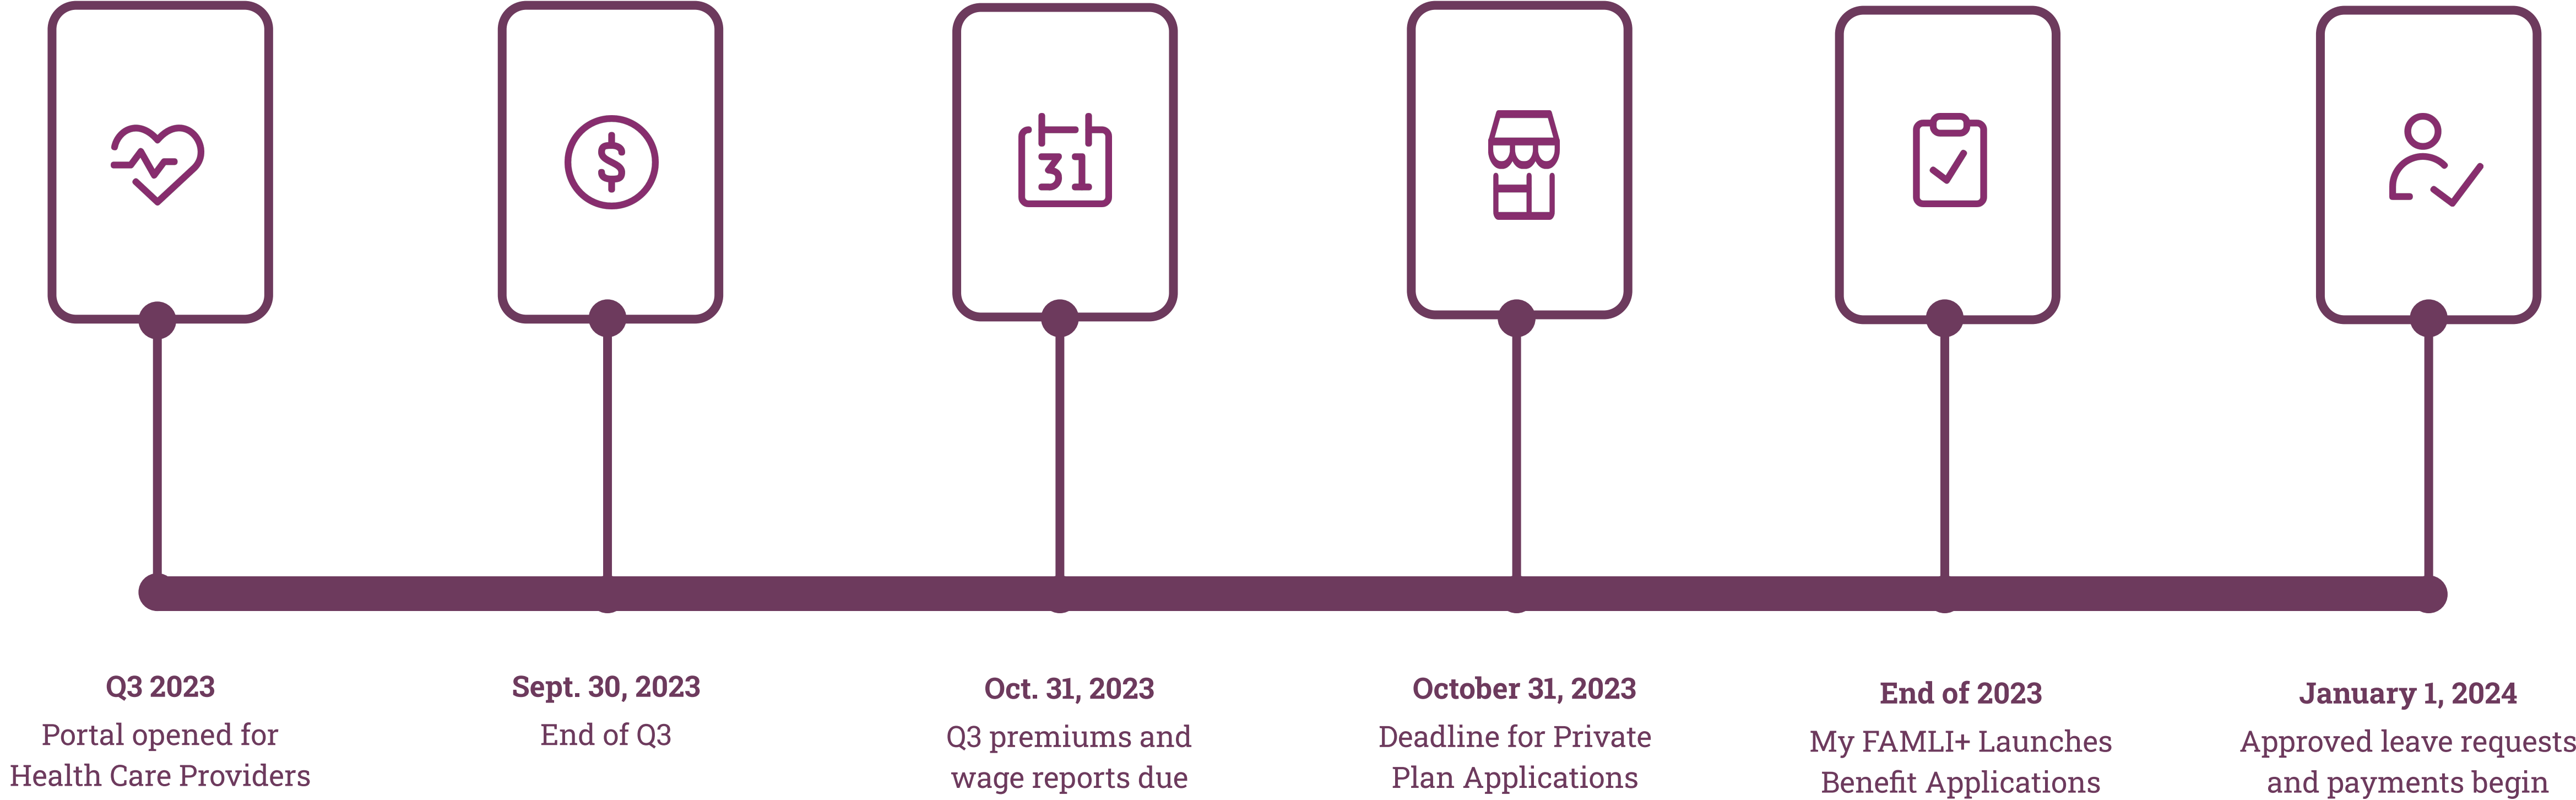 31
Q3 2023
Portal opened for
Health Care Providers
Sept. 30, 2023
End of Q3
Oct. 31, 2023
Q3 premiums and
wage reports due
October 31, 2023
Deadline for Private
Plan Applications
End of 2023
My FAMLI+ Launches
Benefit Applications
January 1, 2024
Approved leave requests
and payments begin